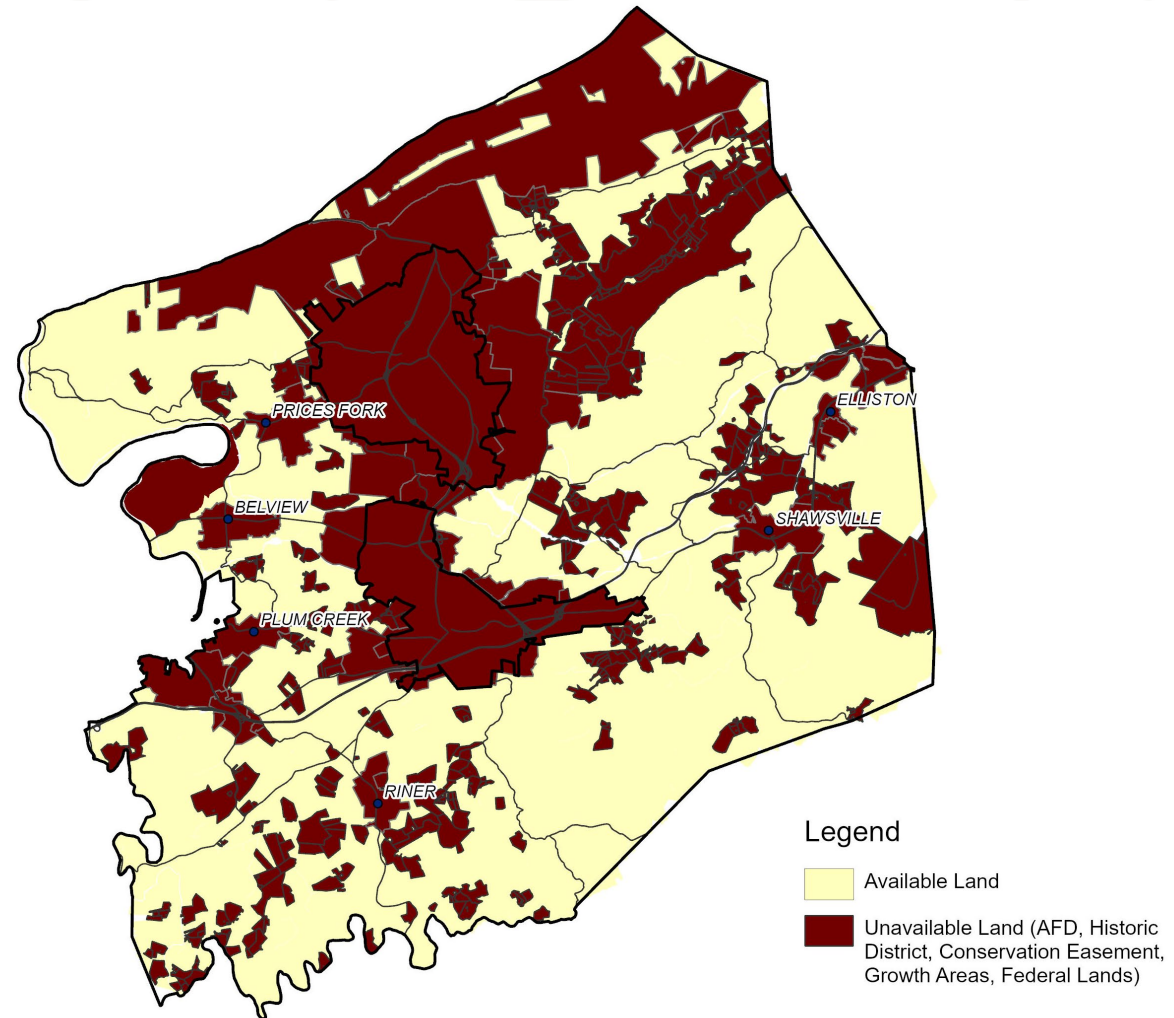 ELLISTON
PRICES FORK
BELVIEW
SHAWSVILLE
PLUM CREEK
RINER
Legend
Available Land
Unavailable Land (AFD, Historic
District, Conservation Easement,
Growth Areas, Federal Lands)